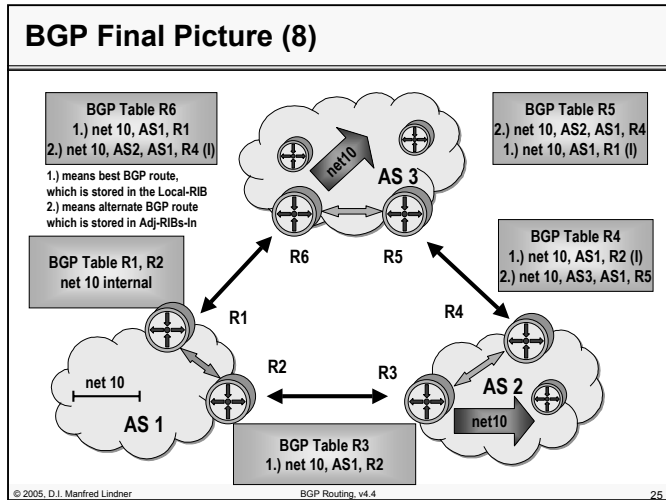 BGP Final Picture (8)
BGP Table R6
1.) net 10, AS1, R1
2.) net 10, AS2, AS1, R4 (I)
1.) means best BGP route,
which is stored in the Local-RIB
2.) means alternate BGP route
which is stored in Adj-RIBs-In
BGP Table R5
2.) net 10, AS2, AS1, R4
1.) net 10, AS1, R1 (I)
net10
AS 3
R6
R5
BGP Table R4
1.) net 10, AS1, R2 (I)
2.) net 10, AS3, AS1, R5
BGP Table R1, R2
net 10 internal
R1
R4
R2
R3
net 10
AS 1
AS 2
net10
BGP Table R3
1.) net 10, AS1, R2
© 2005, D.I. Manfred Lindner
BGP Routing, v4.4
25